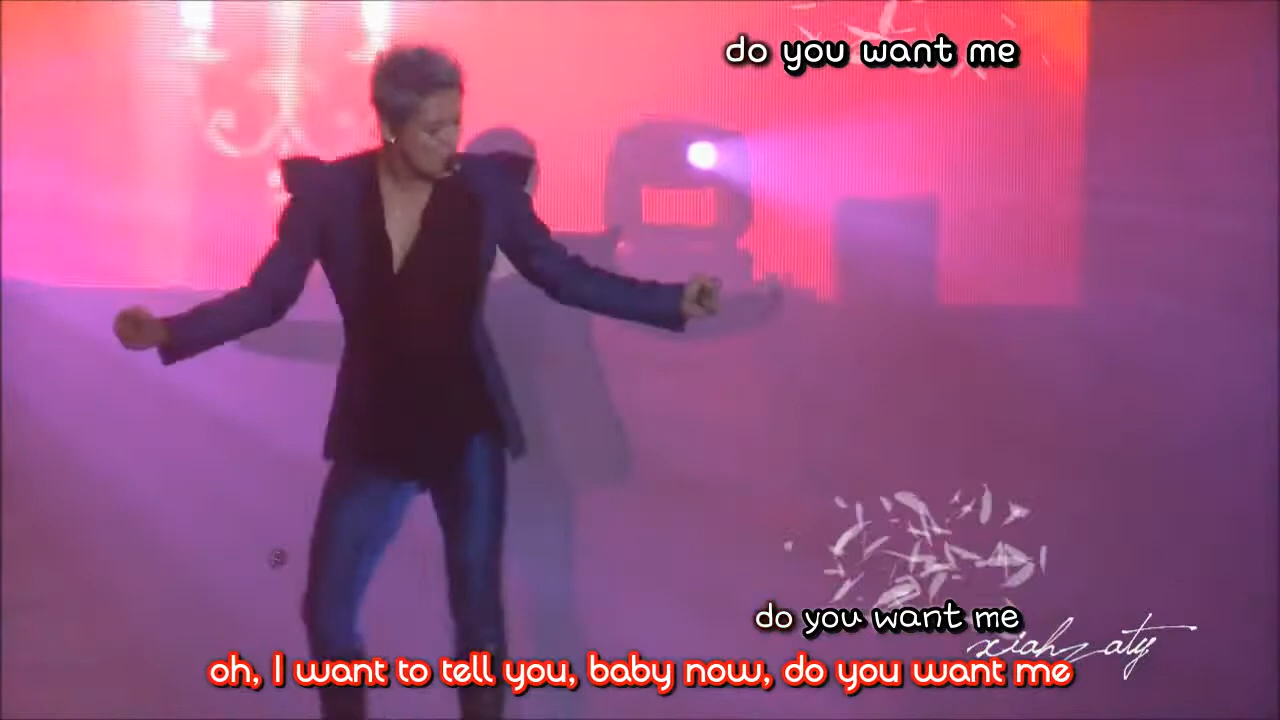 do you want me
do you want me
xiahzaty
oh, I want to tell you, baby now, do you want me